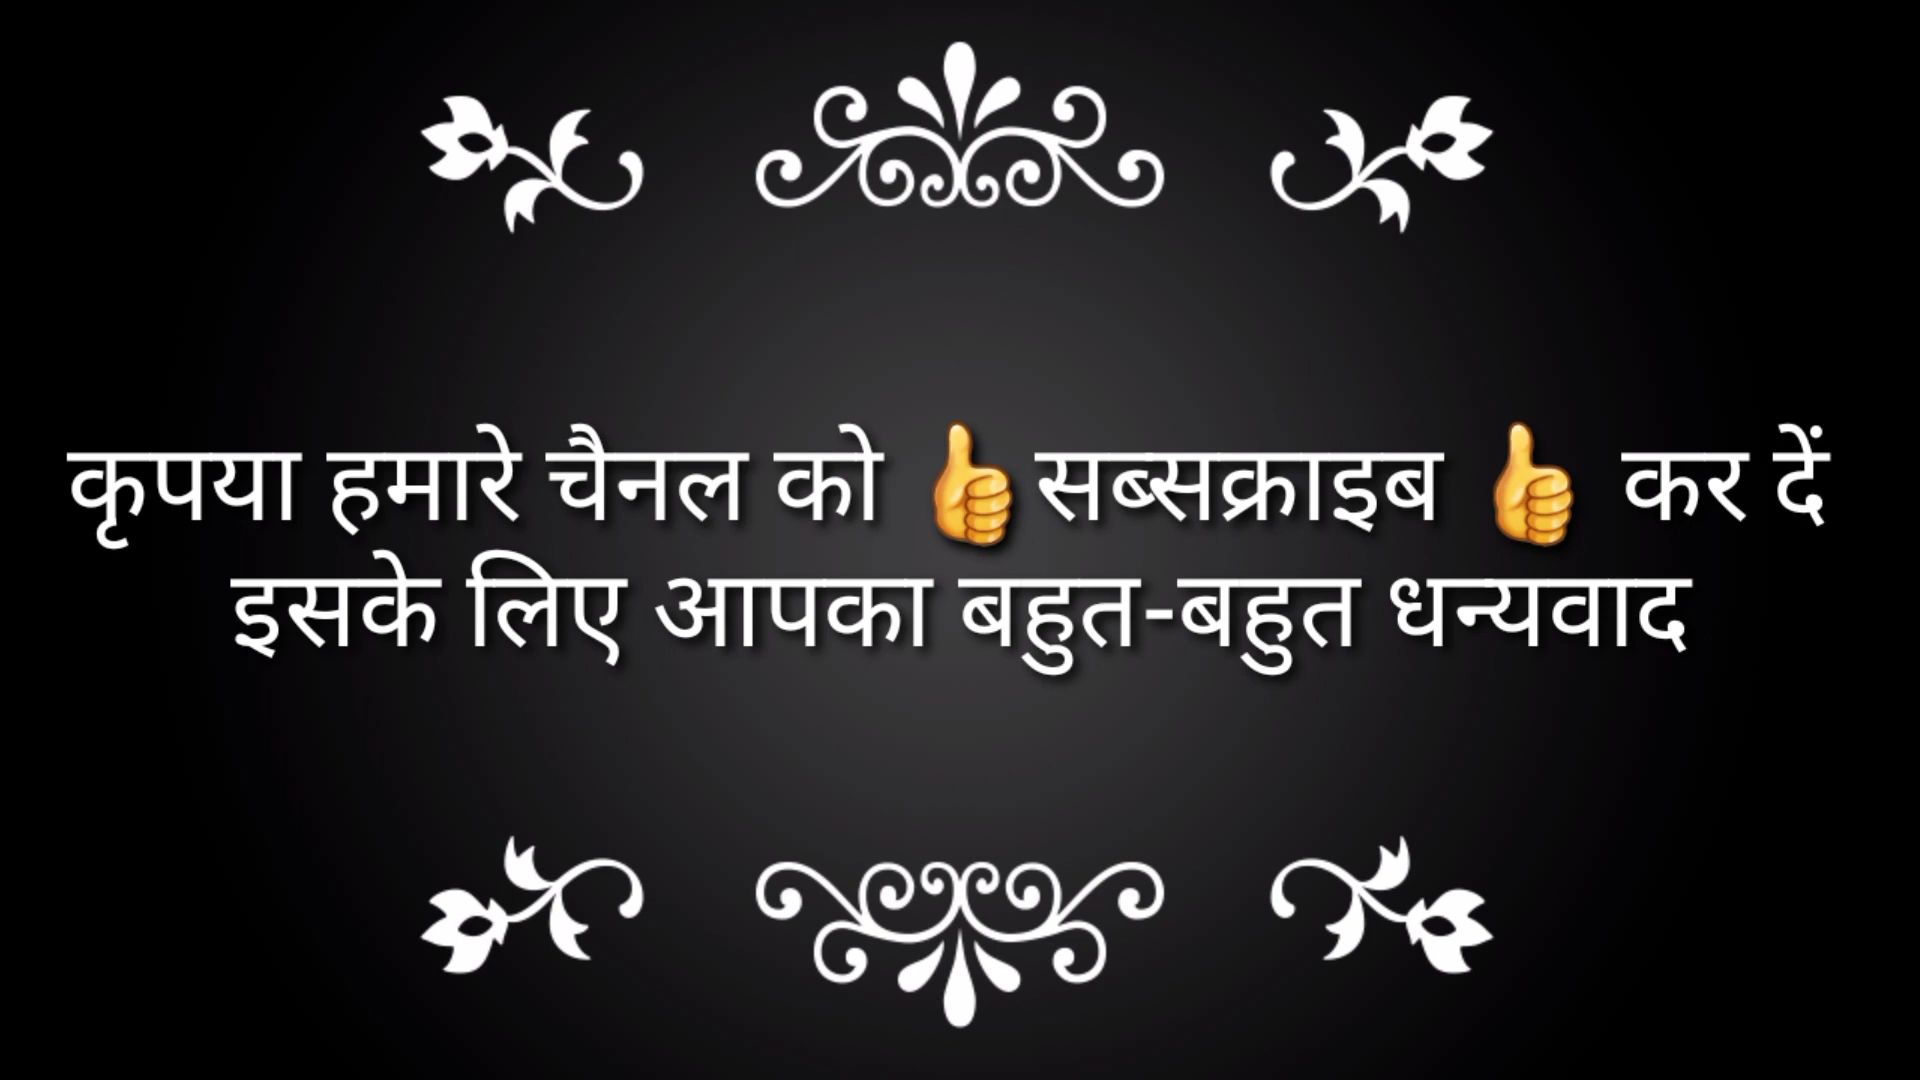 कृपया हमारे चैनल को 👍सब्सक्राइब 👍 कर दें
इसके लिए आपका बहुत-बहुत धन्यवाद